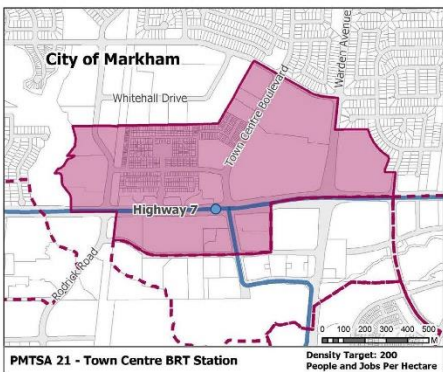 City of Markham
Warden Avenue
Whitehall Drive
Town Centre Boulevard
Highway 7
Rodrick Road
0 100 200 300 400 500
M
PMTSA 21 - Town Centre BRT Station
Density Target: 200
People and Jobs Per Hectare